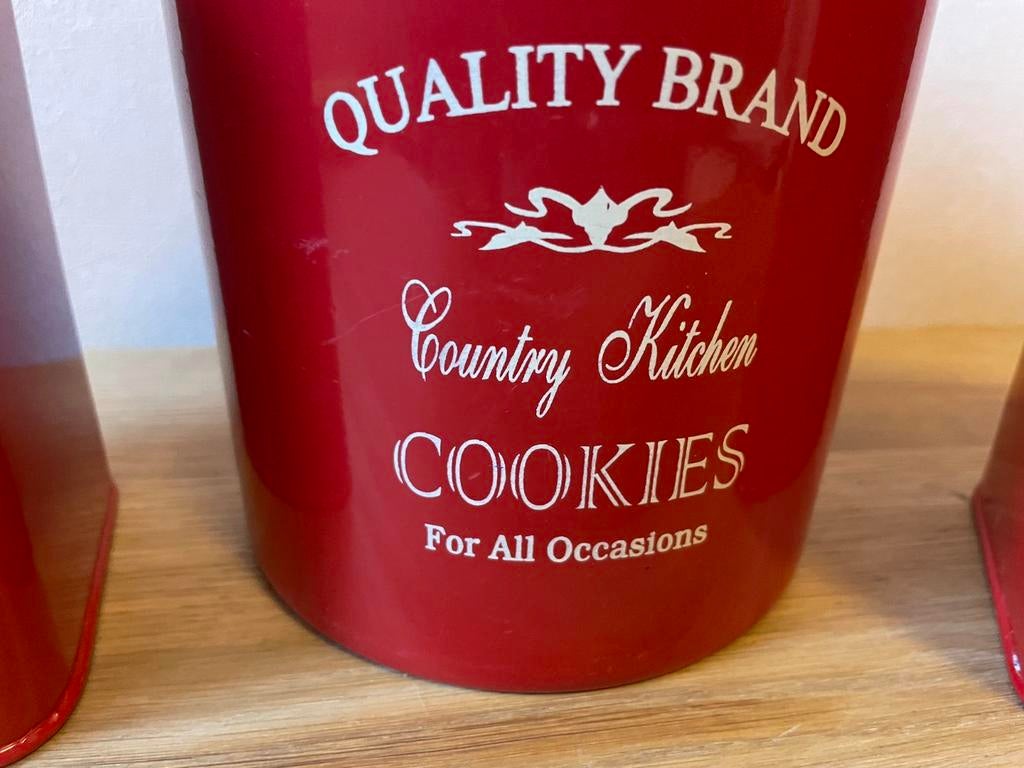 QUALITY BRAND
Country Kitchen
COOKIES
For All Occasions